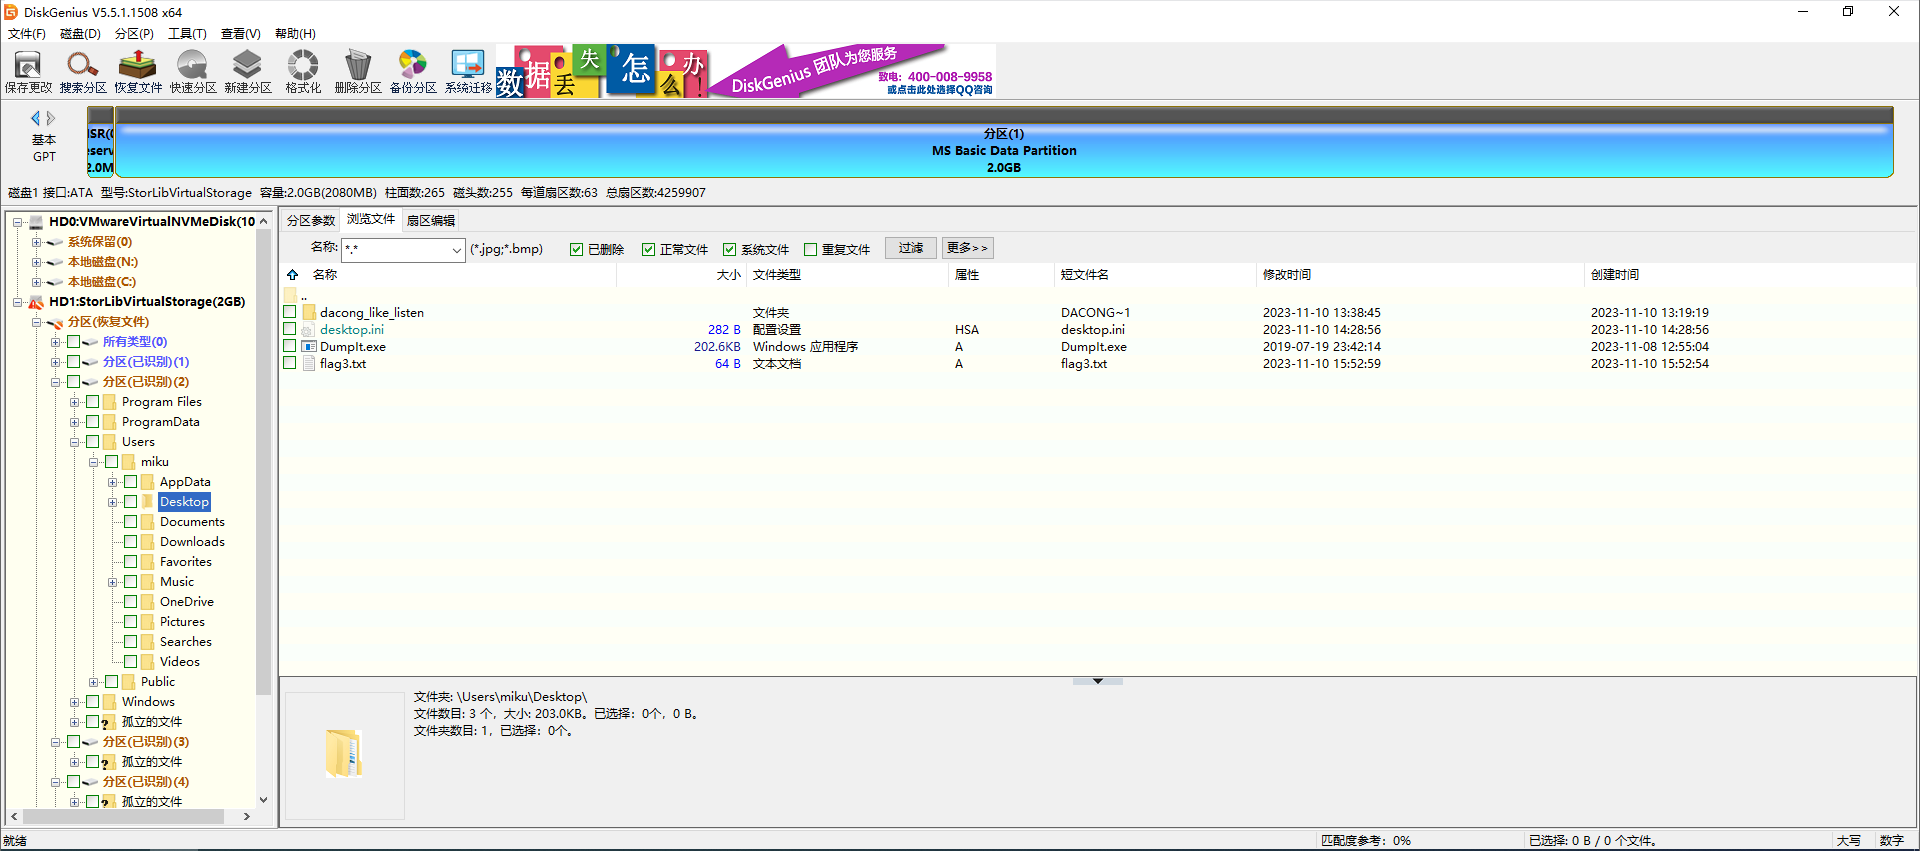 DiskGenius V5.5.1.1508 x64
文件(F) 磁盘(D) 分区(P) 工具(T) 查看(V) 帮助(H)
保存更改 搜索分区 恢复文件 快速分区 新建分区 格式化 删除分区 备份分区 系统迁移
数据丢失怎么办!
DiskGenius 团队为您服务
致电：400-008-9958
或点击此处选择QQ咨询
基本
GPT
分区(1)
MS Basic Data Partition
2.0GB
磁盘1 接口:ATA 型号:StorLibVirtualStorage 容量:2.0GB(2080MB) 柱面数:265 磁头数:255 每道扇区数:63 总扇区数:4259907
HD0:VMwareVirtualNVMeDisk(10
系统保留(0)
本地磁盘(N:)
本地磁盘(C:)
HD1:StorLibVirtualStorage(2GB)
分区(恢复文件)
所有类型(0)
分区(已识别)(1)
分区(已识别)(2)
Program Files
ProgramData
Users
miku
AppData
Desktop
Documents
Downloads
Favorites
Music
OneDrive
Pictures
Searches
Videos
Public
Windows
孤立的文件
分区(已识别)(3)
孤立的文件
分区(已识别)(4)
孤立的文件
分区参数 浏览文件 扇区编辑
名称: *.* (*.jpg;*.bmp) 已删除 正常文件 系统文件 重复文件 过滤 更多>>
名称 大小 文件类型 属性 短文件名 修改时间 创建时间
..
dacong_like_listen 文件夹 DACONG~1 2023-11-10 13:38:45 2023-11-10 13:19:19
desktop.ini 282 B 配置设置 HSA desktop.ini 2023-11-10 14:28:56 2023-11-10 14:28:56
DumpIt.exe 202.6KB Windows 应用程序 A DumpIt.exe 2019-07-19 23:42:14 2023-11-08 12:55:04
flag3.txt 64 B 文本文档 A flag3.txt 2023-11-10 15:52:59 2023-11-10 15:52:54
文件夹: \Users\miku\Desktop\
文件数目: 3 个，大小: 203.0KB。已选择：0个，0 B。
文件夹数目: 1，已选择：0个。
就绪 匹配度参考：0% 已选择: 0 B / 0 个文件。 大写 数字